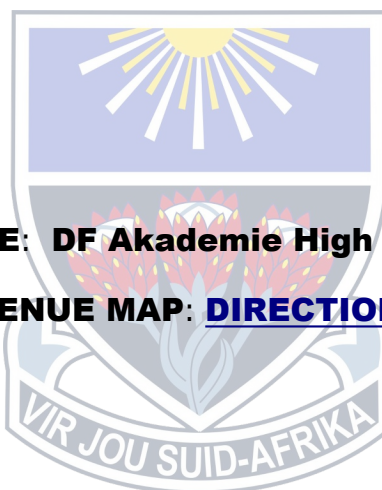 E: DF Akademie High
ENUE MAP: DIRECTION
VIR JOU SUID-AFRIKA